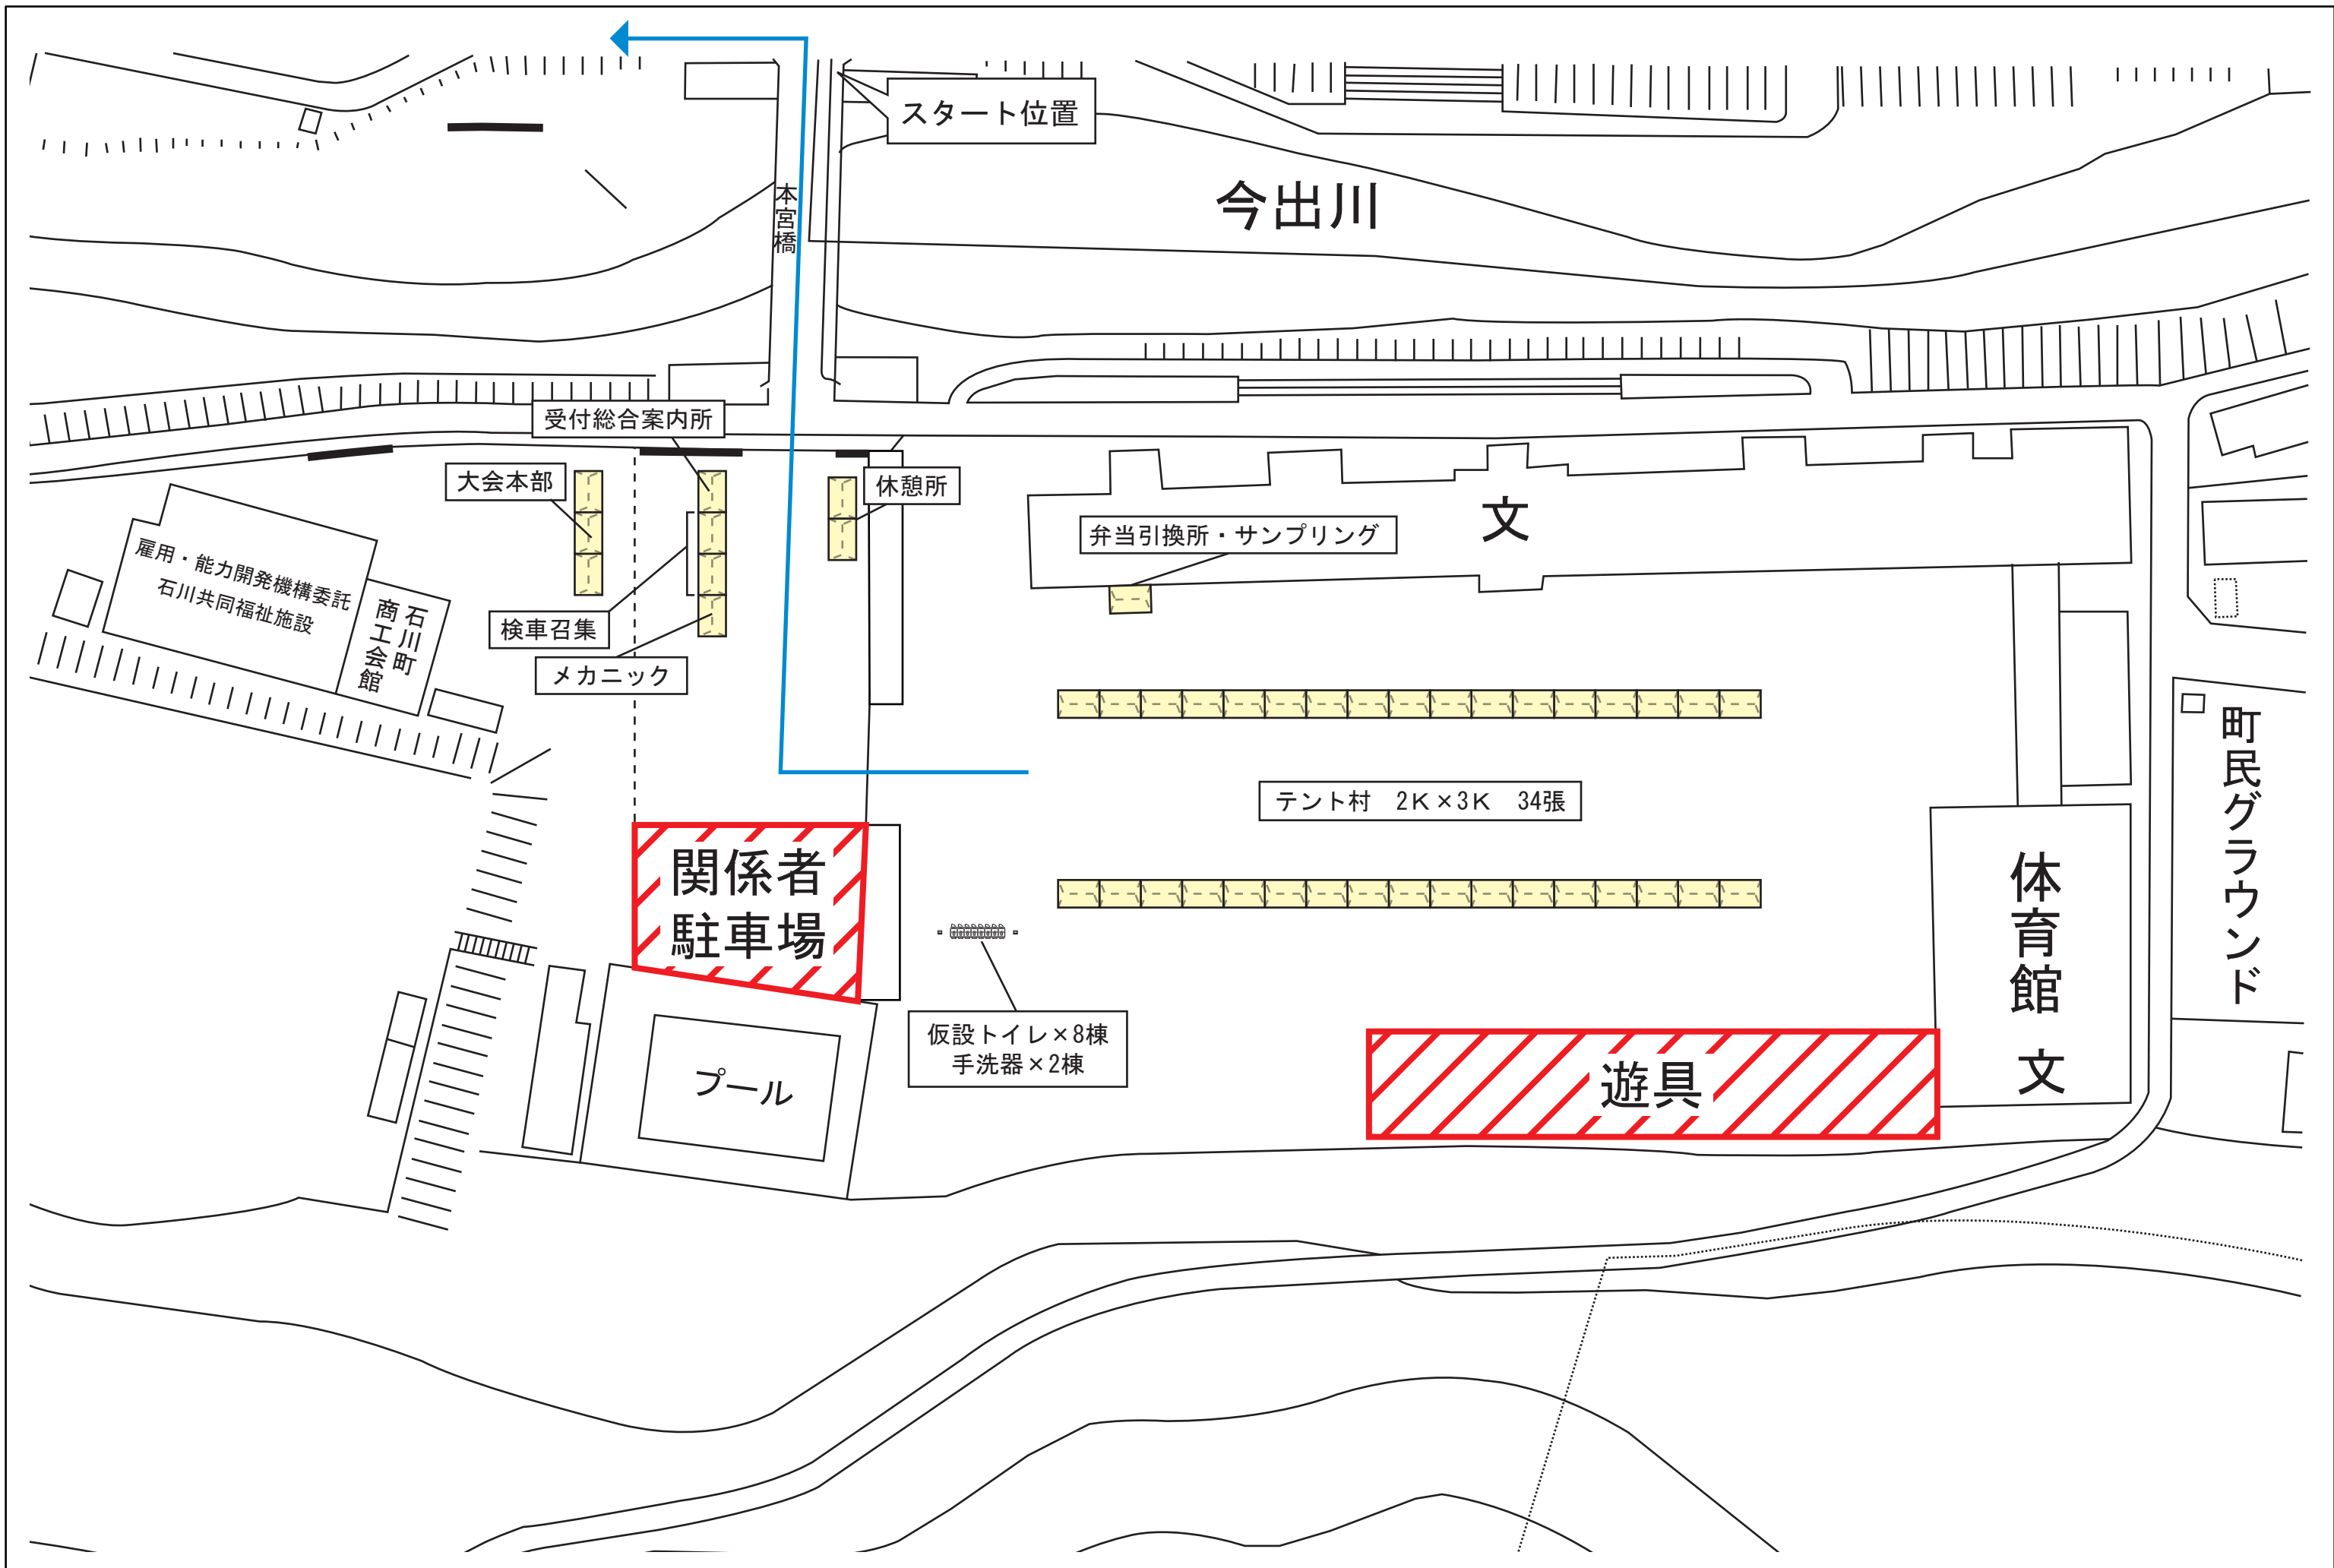 スタート位置
今出川
本宮橋
受付総合案内所
大会本部
休憩所
文
弁当引換所・サンプリング
雇用・能力開発機構委託
石川共同福祉施設
石川町
商工会館
検車召集
メカニック
町民グラウンド
テント村　2K×3K　34張
関係者
駐車場
体育館
文
仮設トイレ×8棟
手洗器×2棟
遊具
プール